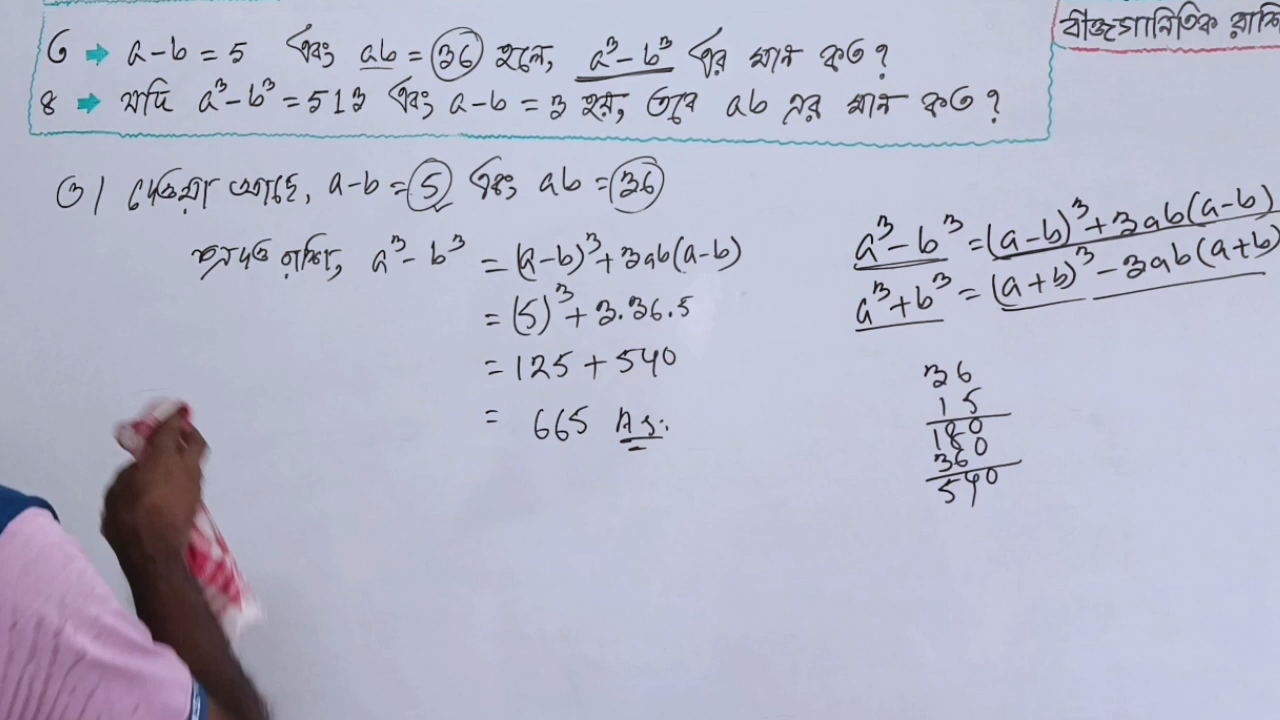 ৩ ➡ a-b = 5 এবং ab = 36 হলে, a³-b³ এর মান কত?
৪ ➡ যদি a³-b³ = 513 এবং a-b = 3 হয়, তবে ab এর মান কত?
বীজগানিতিক রাশি
৩| দেওয়া আছে, a-b = 5 এবং ab = 36
প্রদত্ত রাশি, a³-b³ = (a-b)³+3ab(a-b)
= (5)³+3.36.5
= 125+540
= 665 As.
a³-b³ = (a-b)³+3ab(a-b)
a³+b³ = (a+b)³-3ab(a+b)
36
15
180
360
540